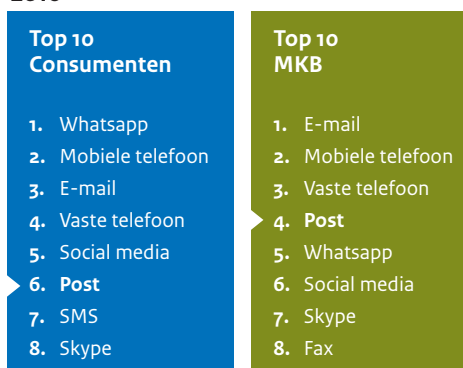 Top 10
Consumenten
1. Whatsapp
2. Mobiele telefoon
3. E-mail
4. Vaste telefoon
5. Social media
6. Post
7. SMS
8. Skype
Top 10
MKB
1. E-mail
2. Mobiele telefoon
3. Vaste telefoon
4. Post
5. Whatsapp
6. Social media
7. Skype
8. Fax